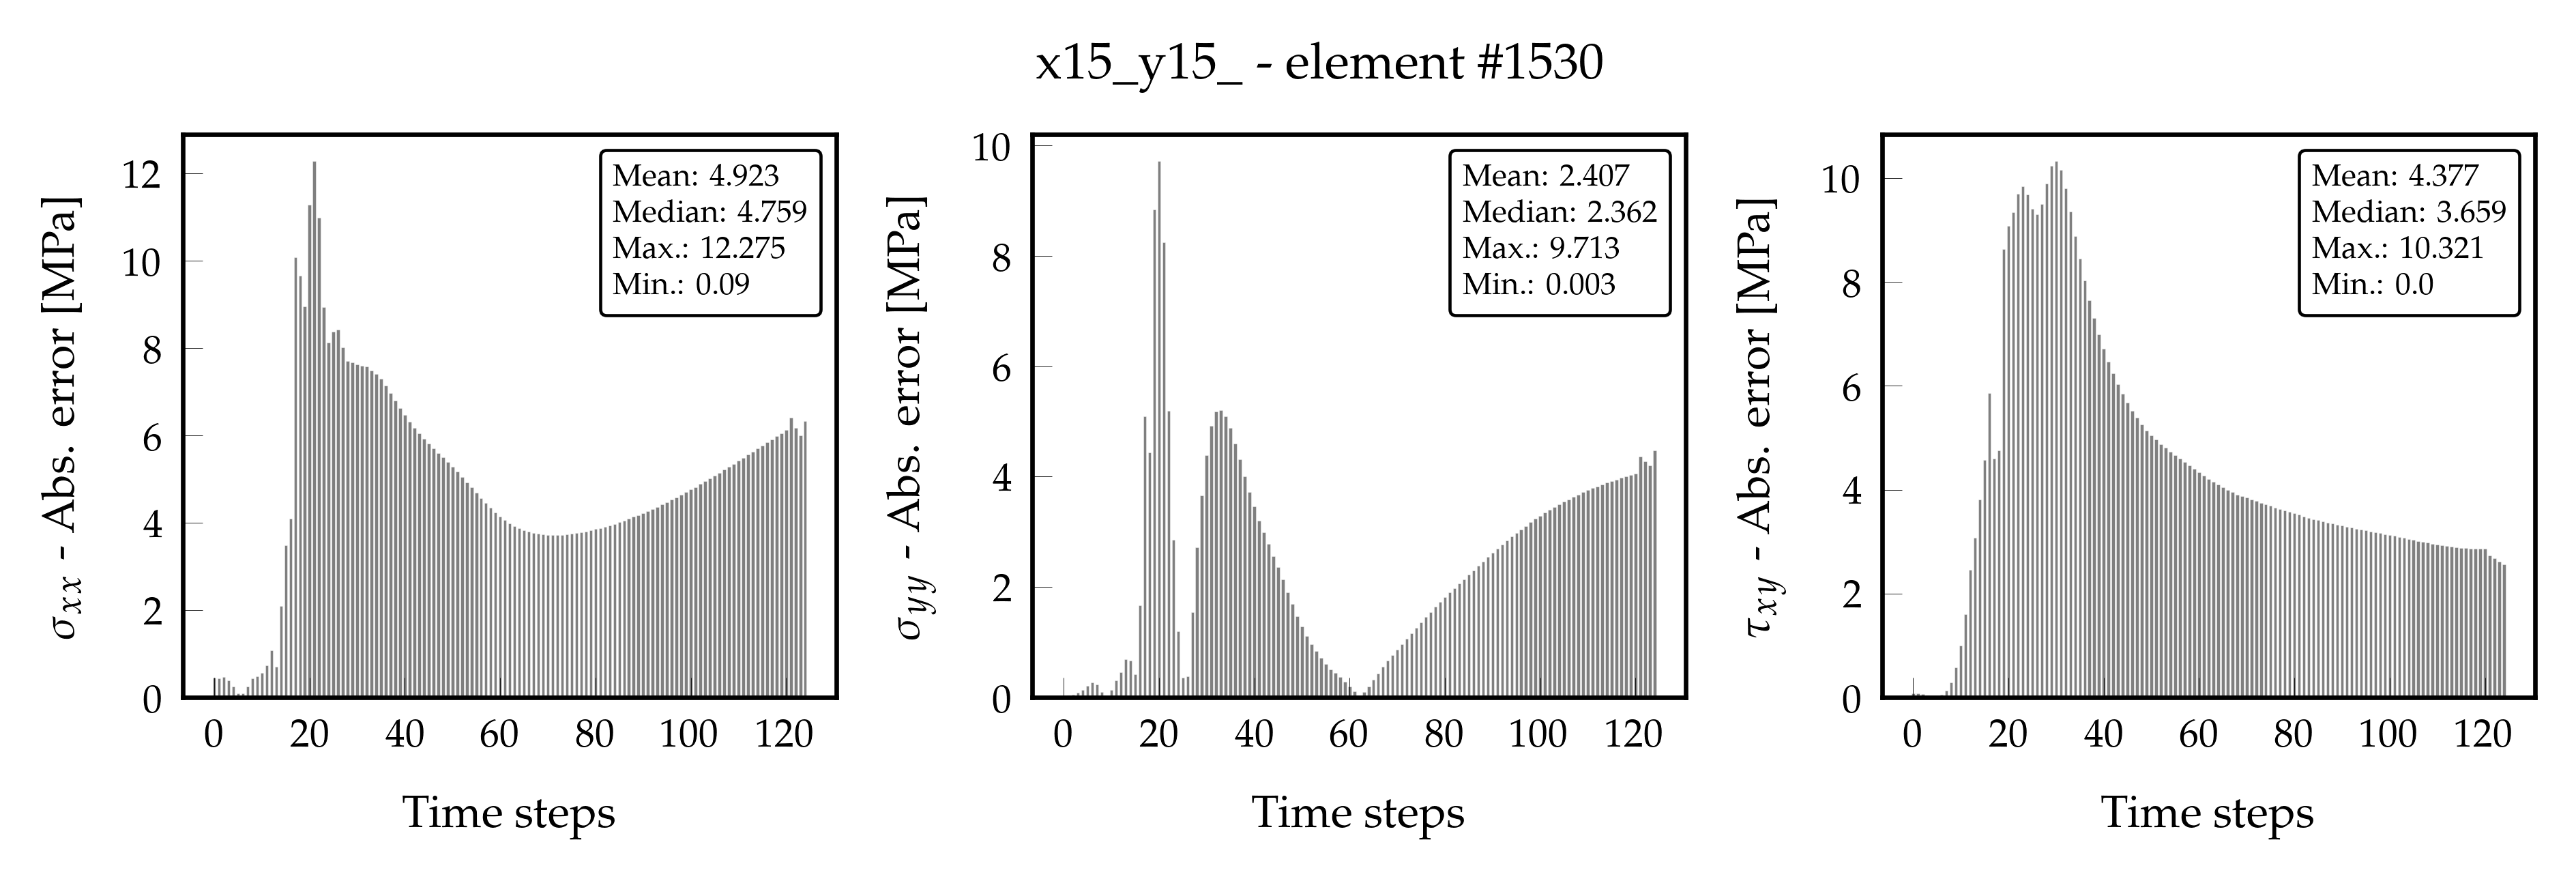 x15_y15_ - element #1530
σxx - Abs. error [MPa]
12
10
8
6
4
2
0
0 20 40 60 80 100 120
Time steps
Mean: 4.923
Median: 4.759
Max.: 12.275
Min.: 0.09
σyy - Abs. error [MPa]
10
8
6
4
2
0
0 20 40 60 80 100 120
Time steps
Mean: 2.407
Median: 2.362
Max.: 9.713
Min.: 0.003
τxy - Abs. error [MPa]
10
8
6
4
2
0
0 20 40 60 80 100 120
Time steps
Mean: 4.377
Median: 3.659
Max.: 10.321
Min.: 0.0